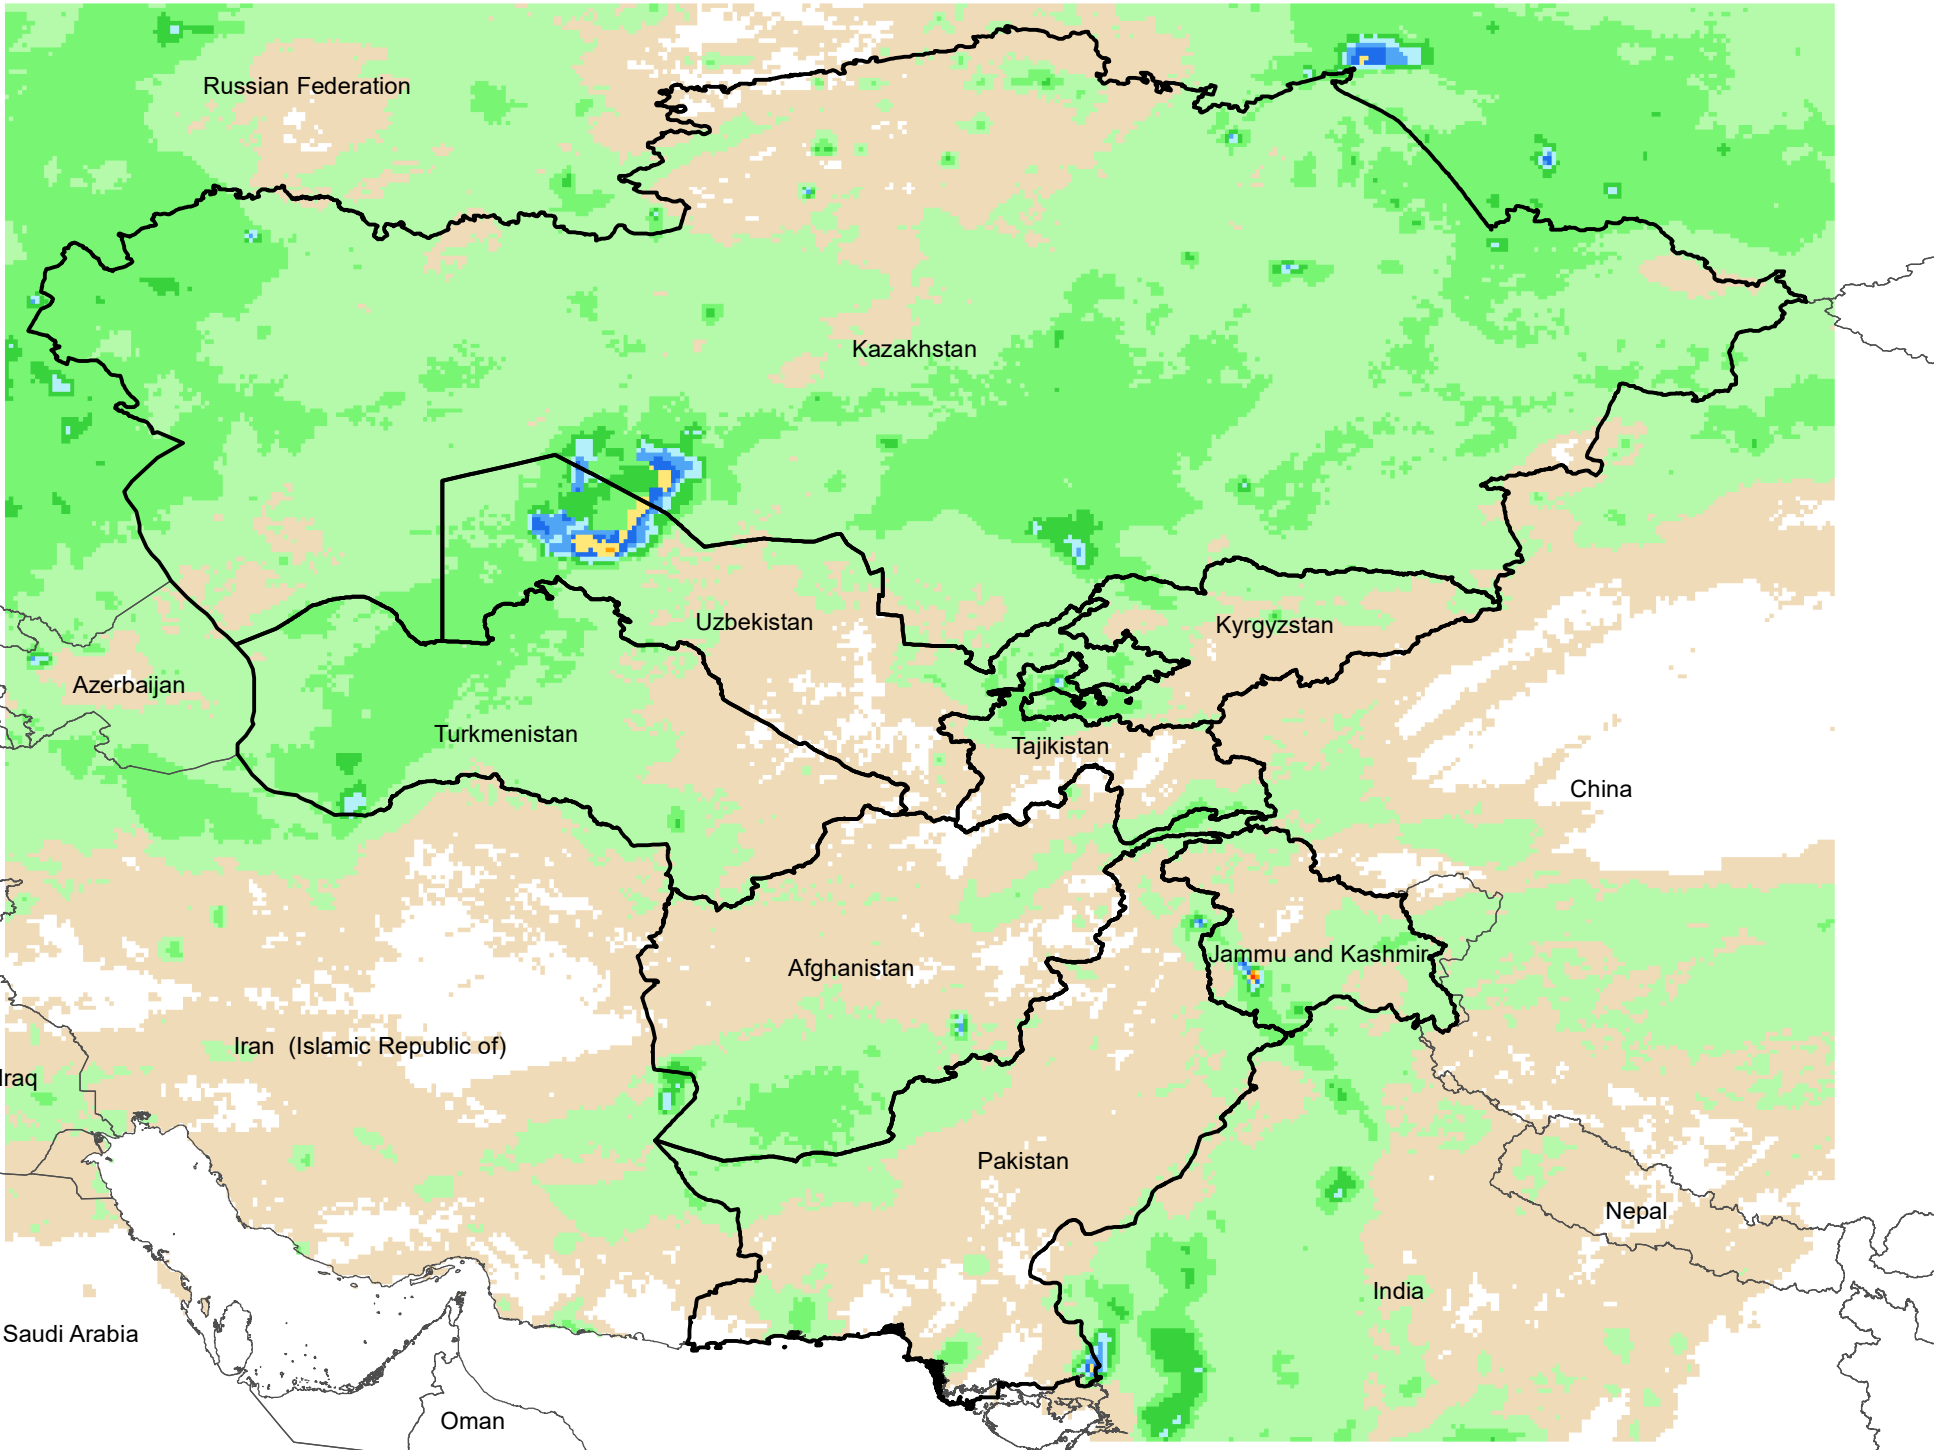 Russian Federation
Kazakhstan
Uzbekistan
Kyrgyzstan
Azerbaijan
Turkmenistan
Tajikistan
China
Jammu and Kashmir
Afghanistan
Iran  (Islamic Republic of)
Iraq
Pakistan
Nepal
India
Saudi Arabia
Oman